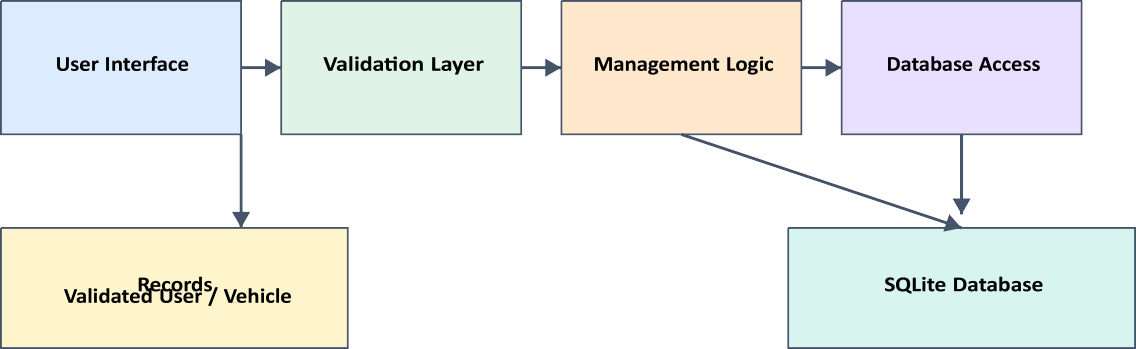 User Interface
Validation Layer
Management Logic
Database Access
Records
Validated User / Vehicle
SQLite Database